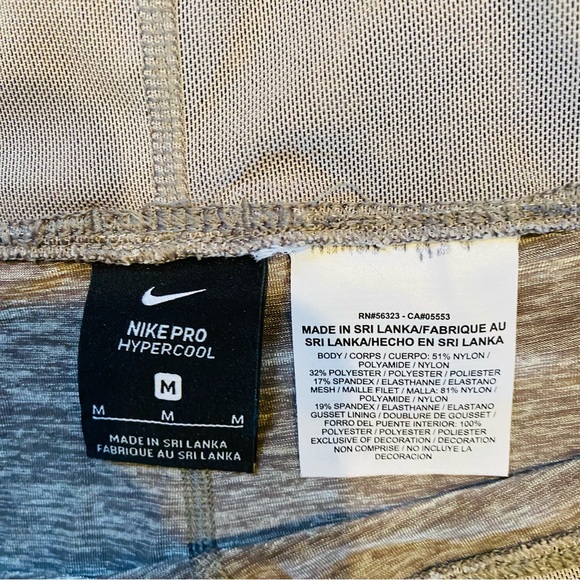 NIKE PRO
HYPERCOOL
M
M M M
MADE IN SRI LANKA
FABRIQUE AU SRI LANKA
RN#56323 - CA#05553
MADE IN SRI LANKA/FABRIQUE AU
SRI LANKA/HECHO EN SRI LANKA
BODY / CORPS / CUERPO: 51% NYLON /
POLYAMIDE / NYLON
32% POLYESTER / POLYESTER / POLIESTER
17% SPANDEX / ELASTHANNE / ELASTANO
MESH / MAILLE FILET / MALLA: 81% NYLON /
POLYAMIDE / NYLON
19% SPANDEX / ELASTHANNE / ELASTANO
GUSSET LINING / DOUBLURE DE GOUSSET /
FORRO DEL PUENTE INTERIOR: 100%
POLYESTER / POLYESTER / POLIESTER
EXCLUSIVE OF DECORATION / DECORATION
NON COMPRISE / NO INCLUYE LA
DECORACION